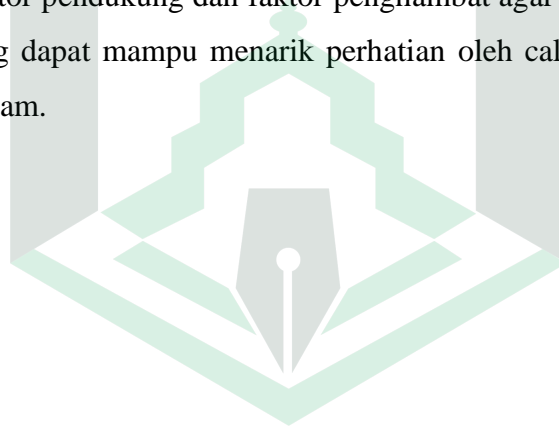 tor pendukung dan faktor penghambat agar
g dapat mampu menarik perhatian oleh cal
am.